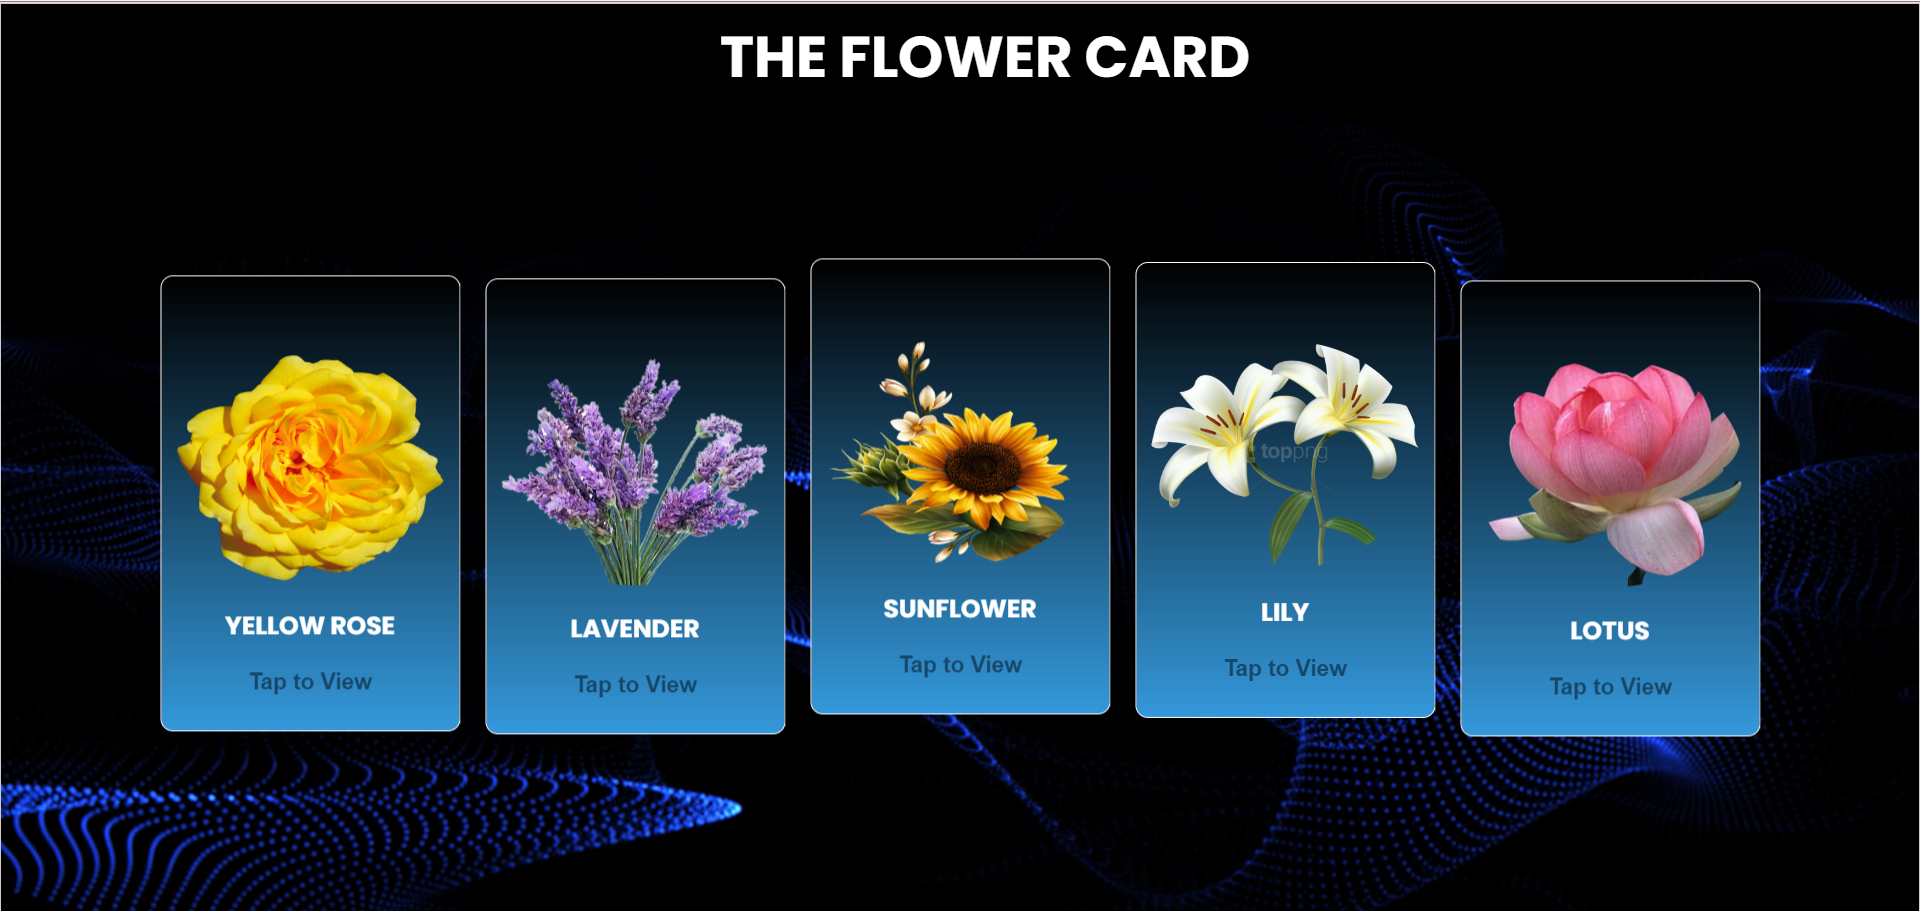 THE FLOWER CARD
YELLOW ROSE
Tap to View
LAVENDER
Tap to View
SUNFLOWER
Tap to View
toppng
LILY
Tap to View
LOTUS
Tap to View